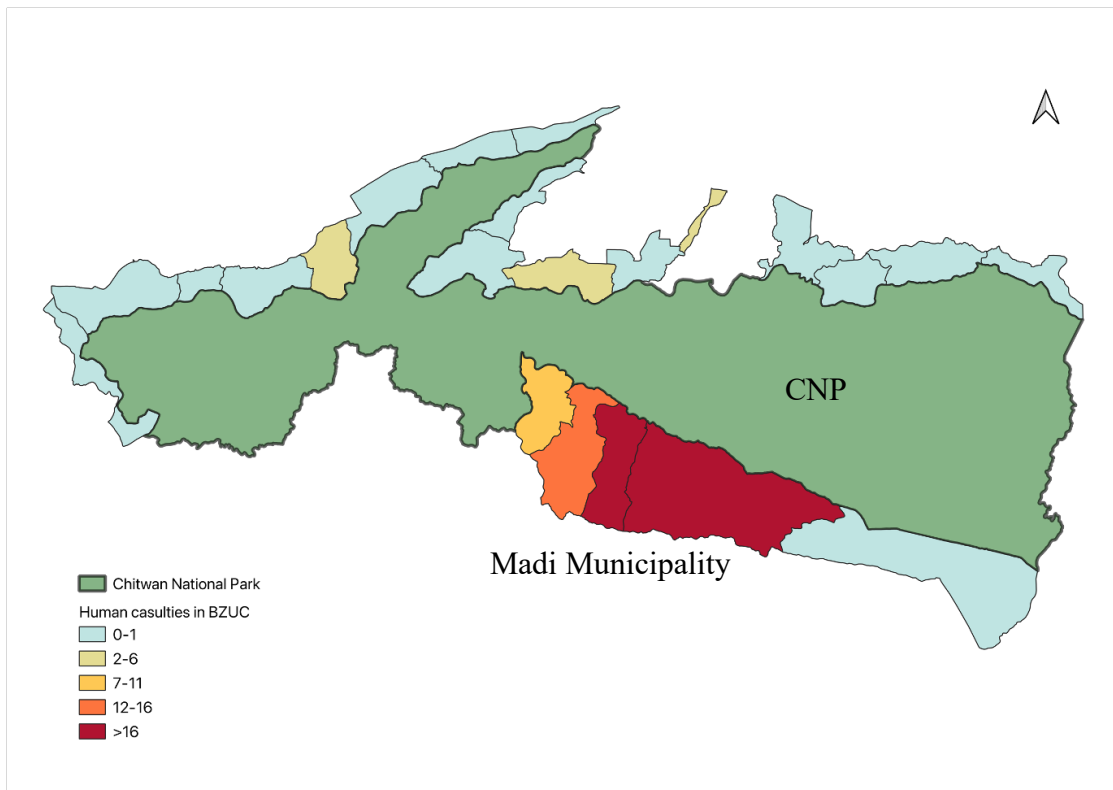 CNP
Madi Municipality
Chitwan National Park
Human casulties in BZUC
0-1
2-6
7-11
12-16
>16